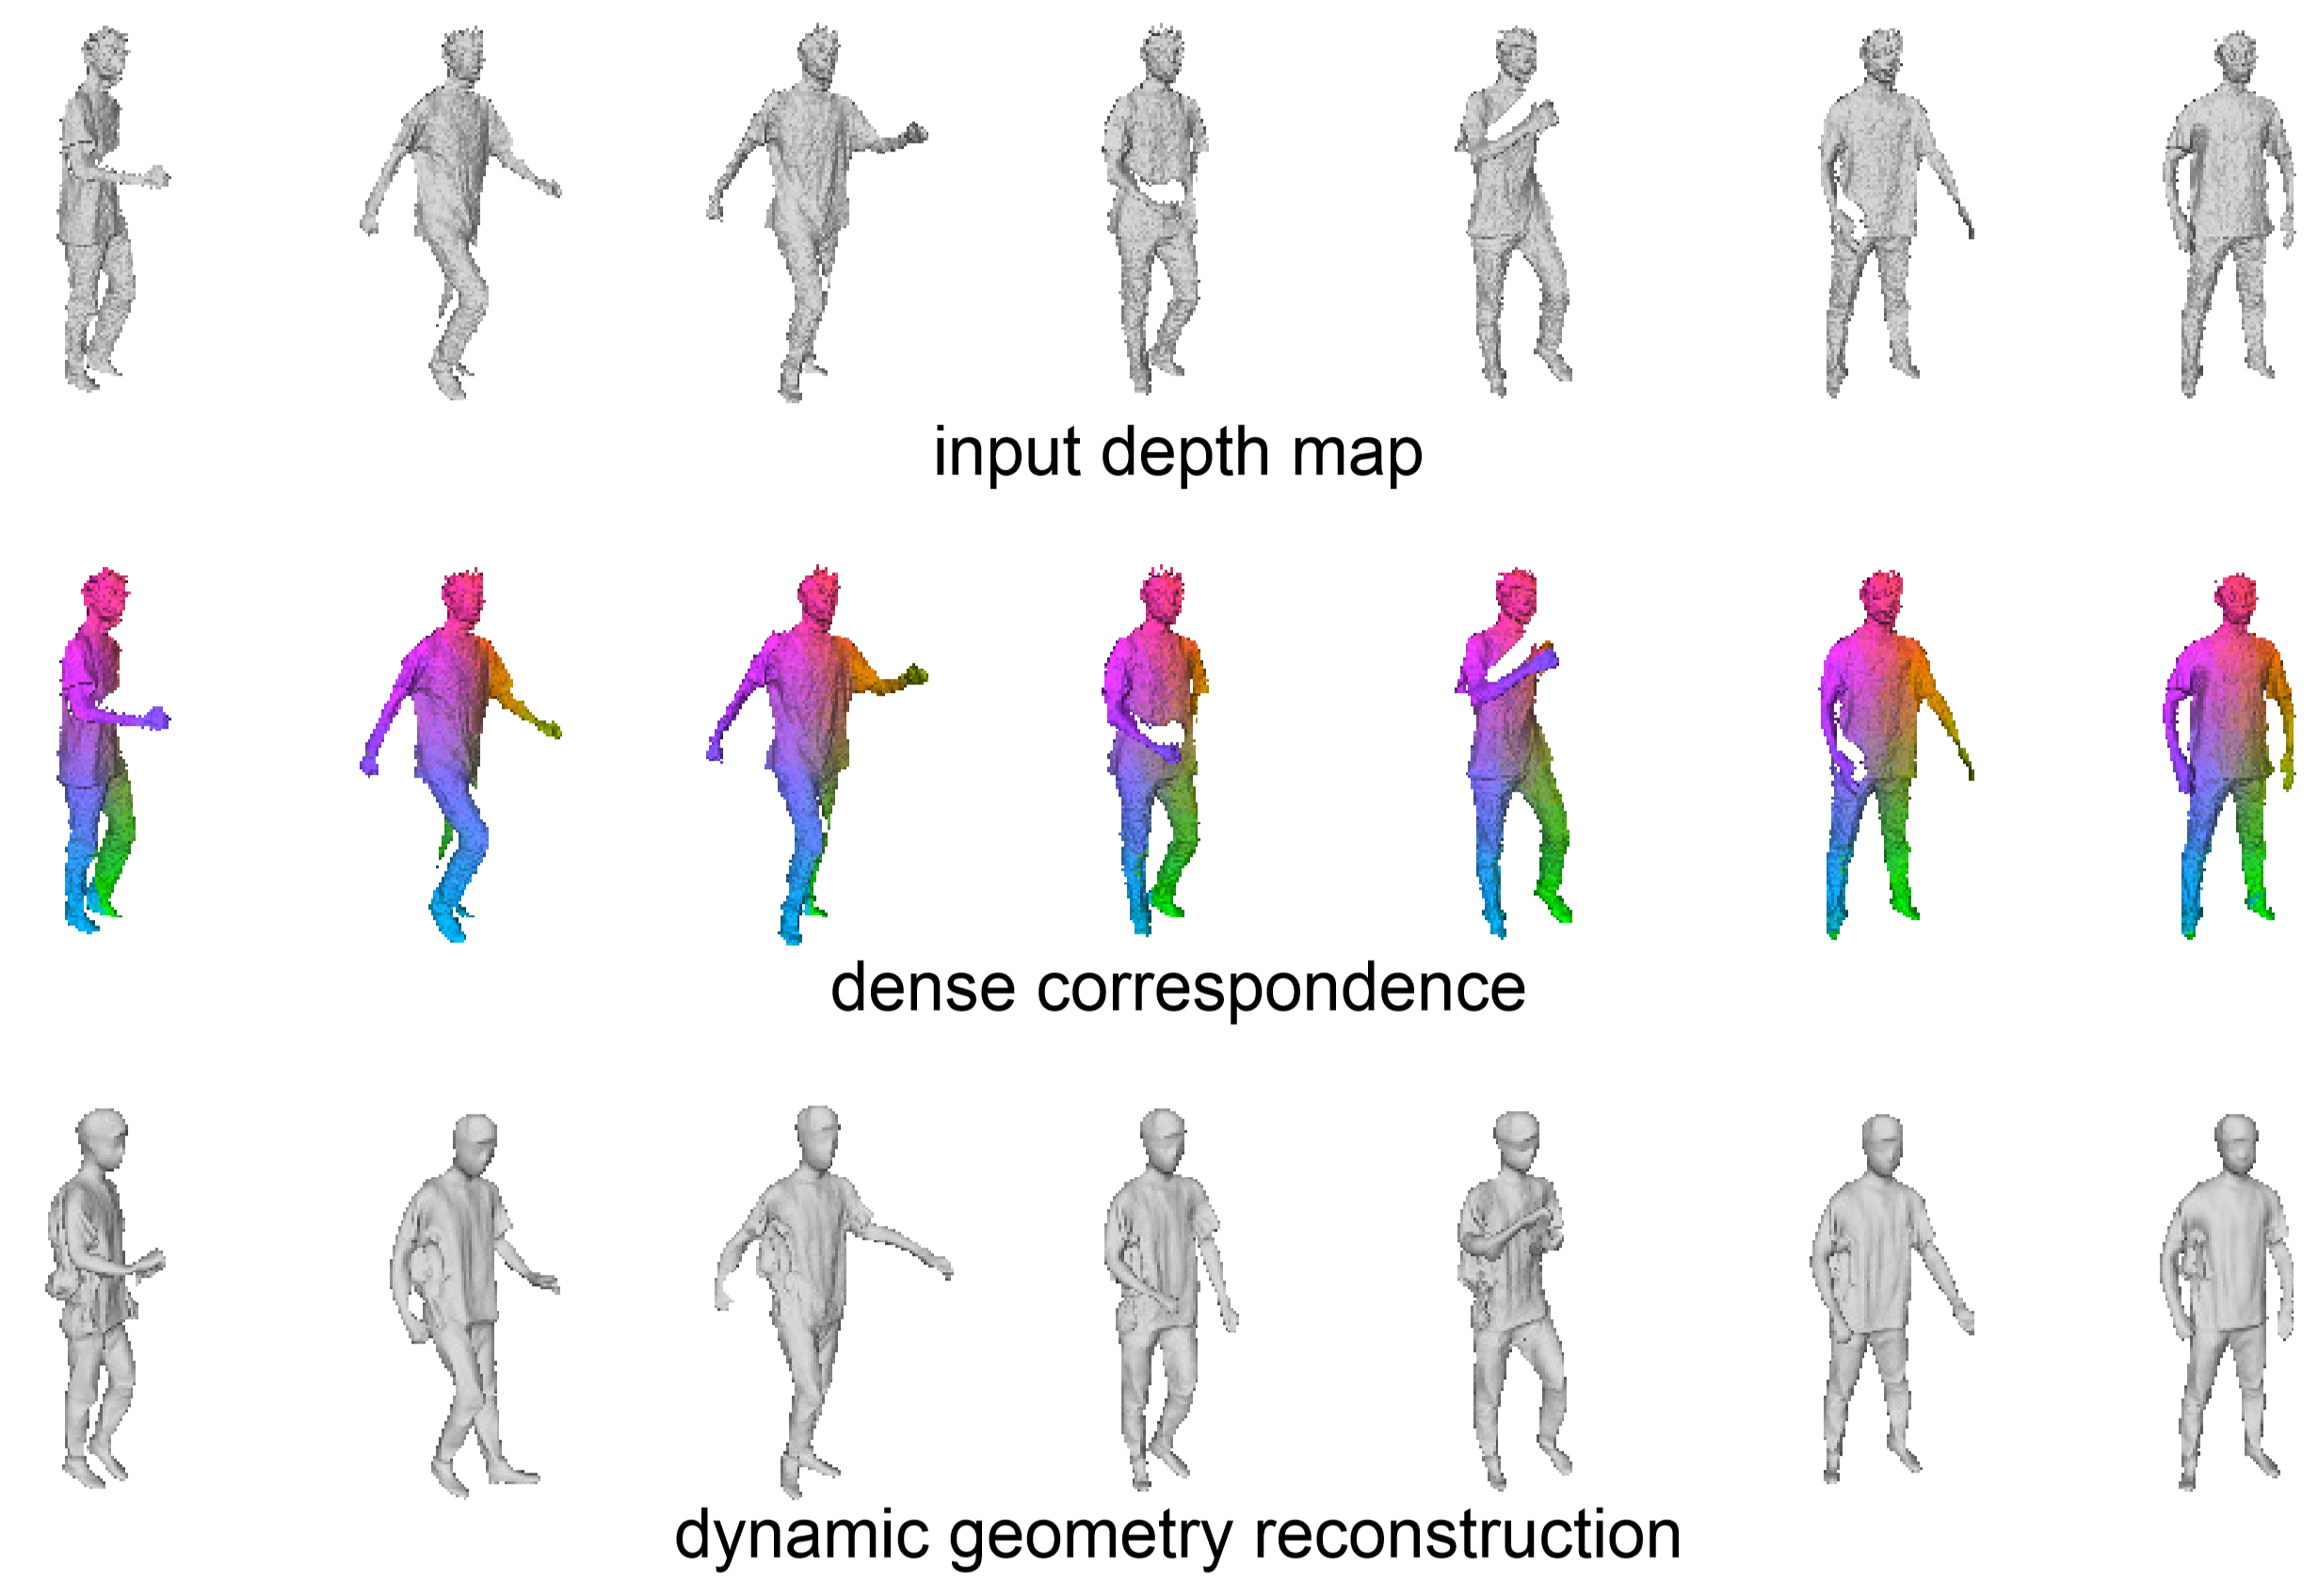 input depth map
dense correspondence
dynamic geometry reconstruction